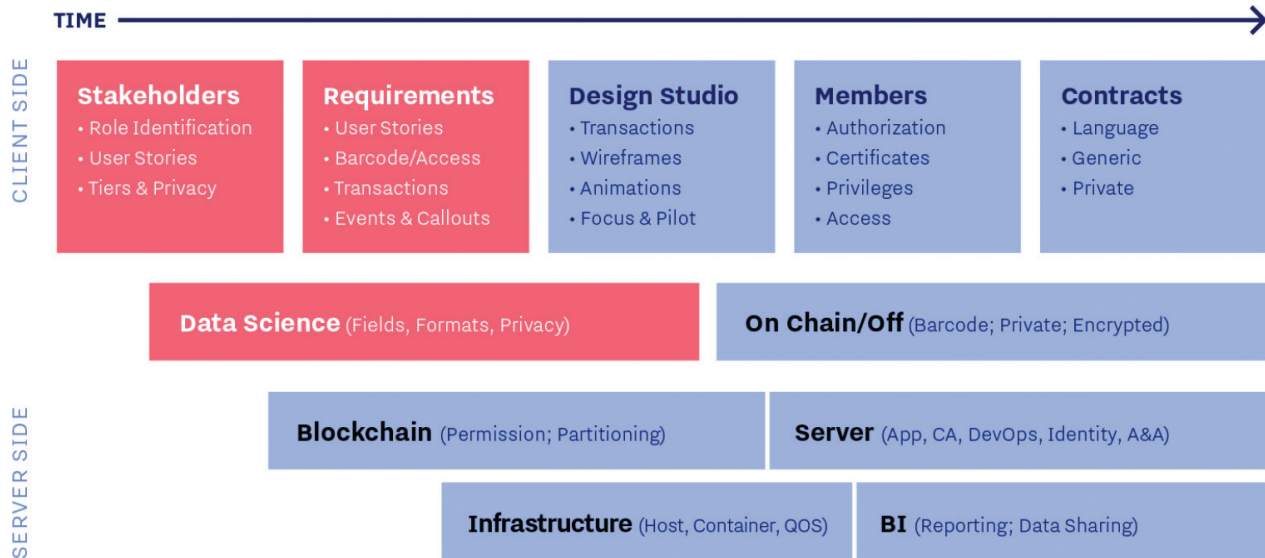 TIME
CLIENT SIDE
Stakeholders
• Role Identification
• User Stories
• Tiers & Privacy
Requirements
• User Stories
• Barcode/Access
• Transactions
• Events & Callouts
Design Studio
• Transactions
• Wireframes
• Animations
• Focus & Pilot
Members
• Authorization
• Certificates
• Privileges
• Access
Contracts
• Language
• Generic
• Private
SERVER SIDE
Data Science (Fields, Formats, Privacy)
On Chain/Off (Barcode; Private; Encrypted)
Blockchain (Permission; Partitioning)
Server (App, CA, DevOps, Identity, A&A)
Infrastructure (Host, Container, QOS)
BI (Reporting; Data Sharing)